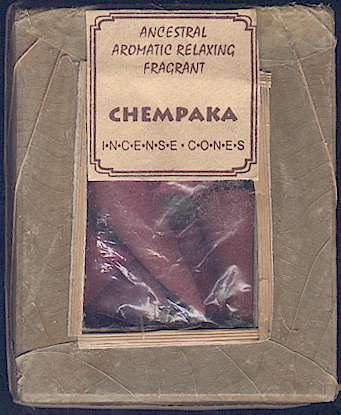 ANCESTRAL
AROMATIC RELAXING
FRAGRANT
CHEMPAKA
I•N•C•E•N•S•E • C•O•N•E•S